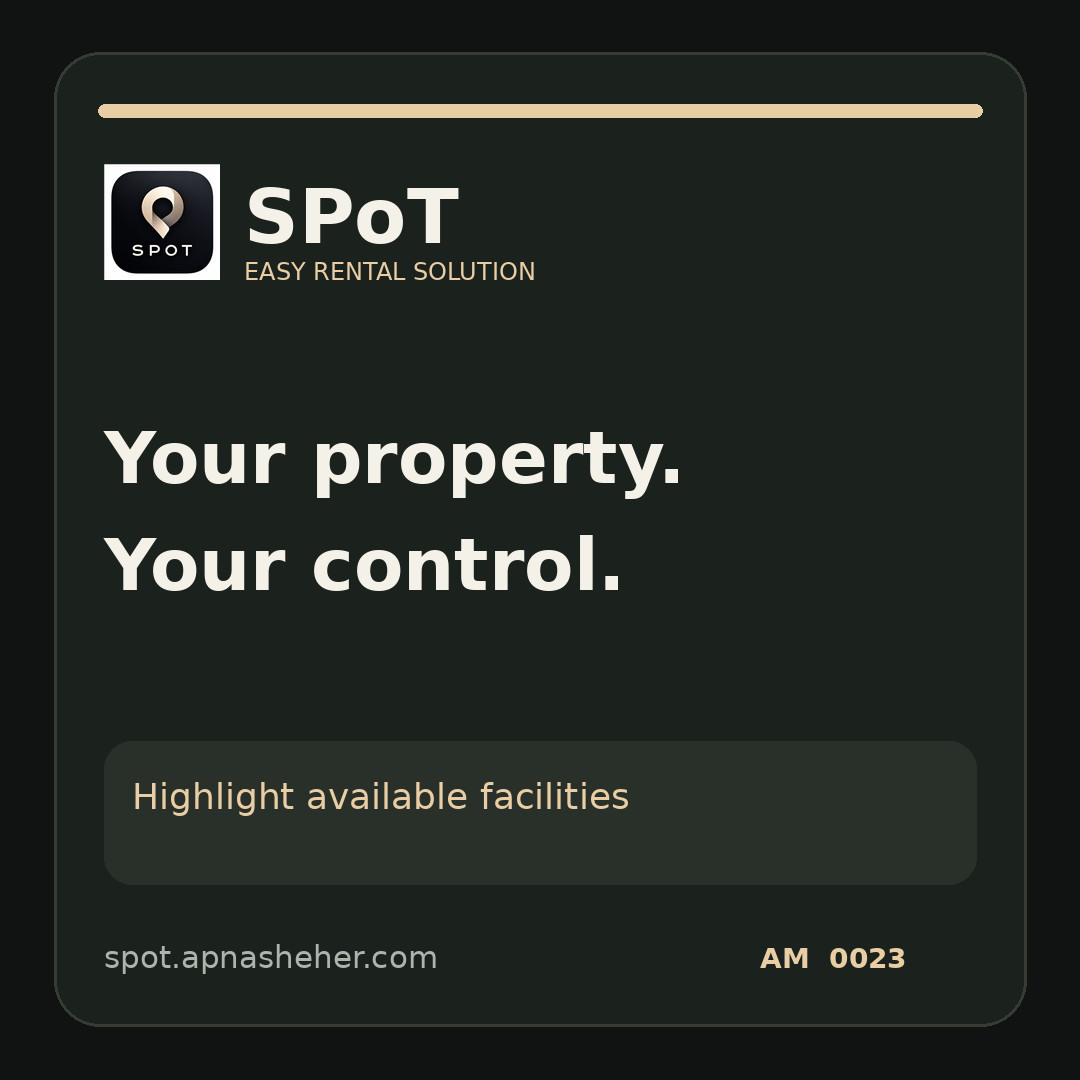 SPOT
SPoT
EASY RENTAL SOLUTION
Your property.
Your control.
Highlight available facilities
spot.apnasheher.com
AM 0023